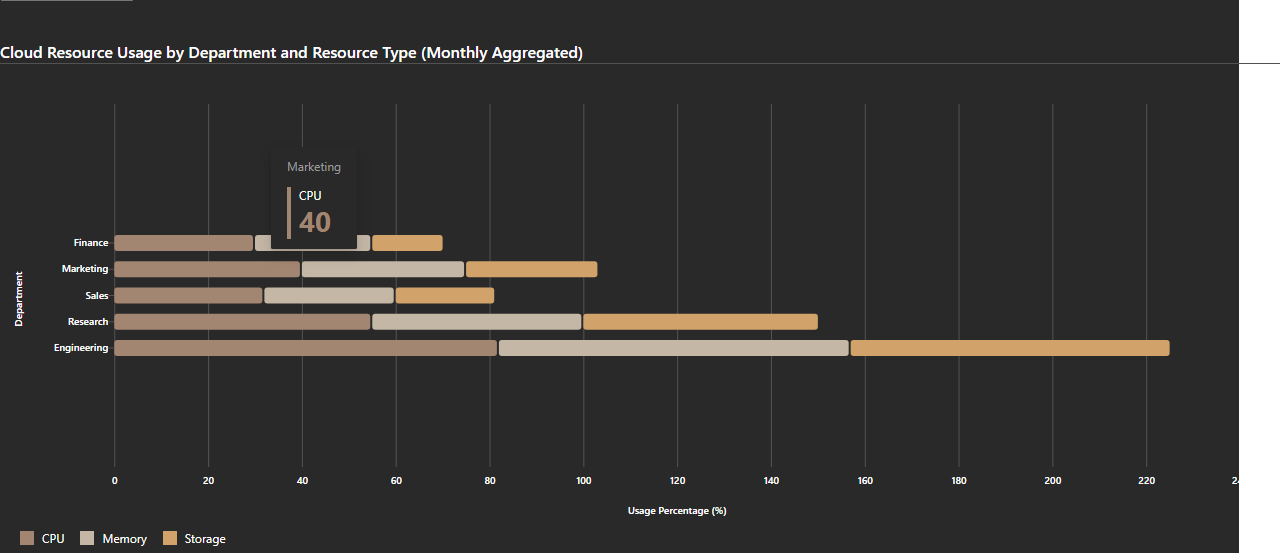 Cloud Resource Usage by Department and Resource Type (Monthly Aggregated)
Marketing
CPU
40
Finance
Marketing
Sales
Research
Engineering
Department
0 20 40 60 80 100 120 140 160 180 200 220
Usage Percentage (%)
CPU Memory Storage